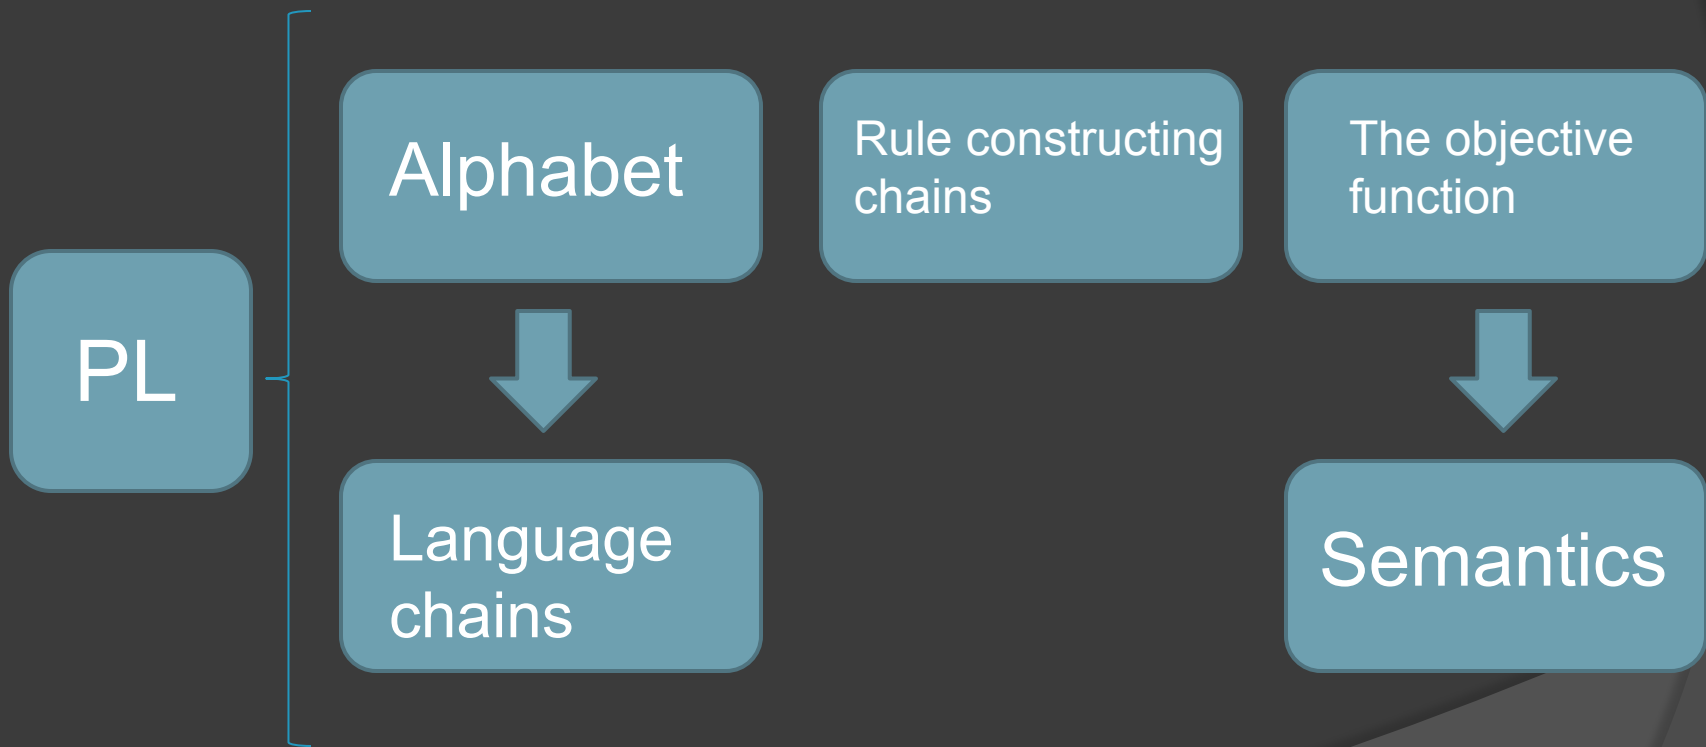 PL
Alphabet
Rule constructing
chains
The objective
function
Language
chains
Semantics